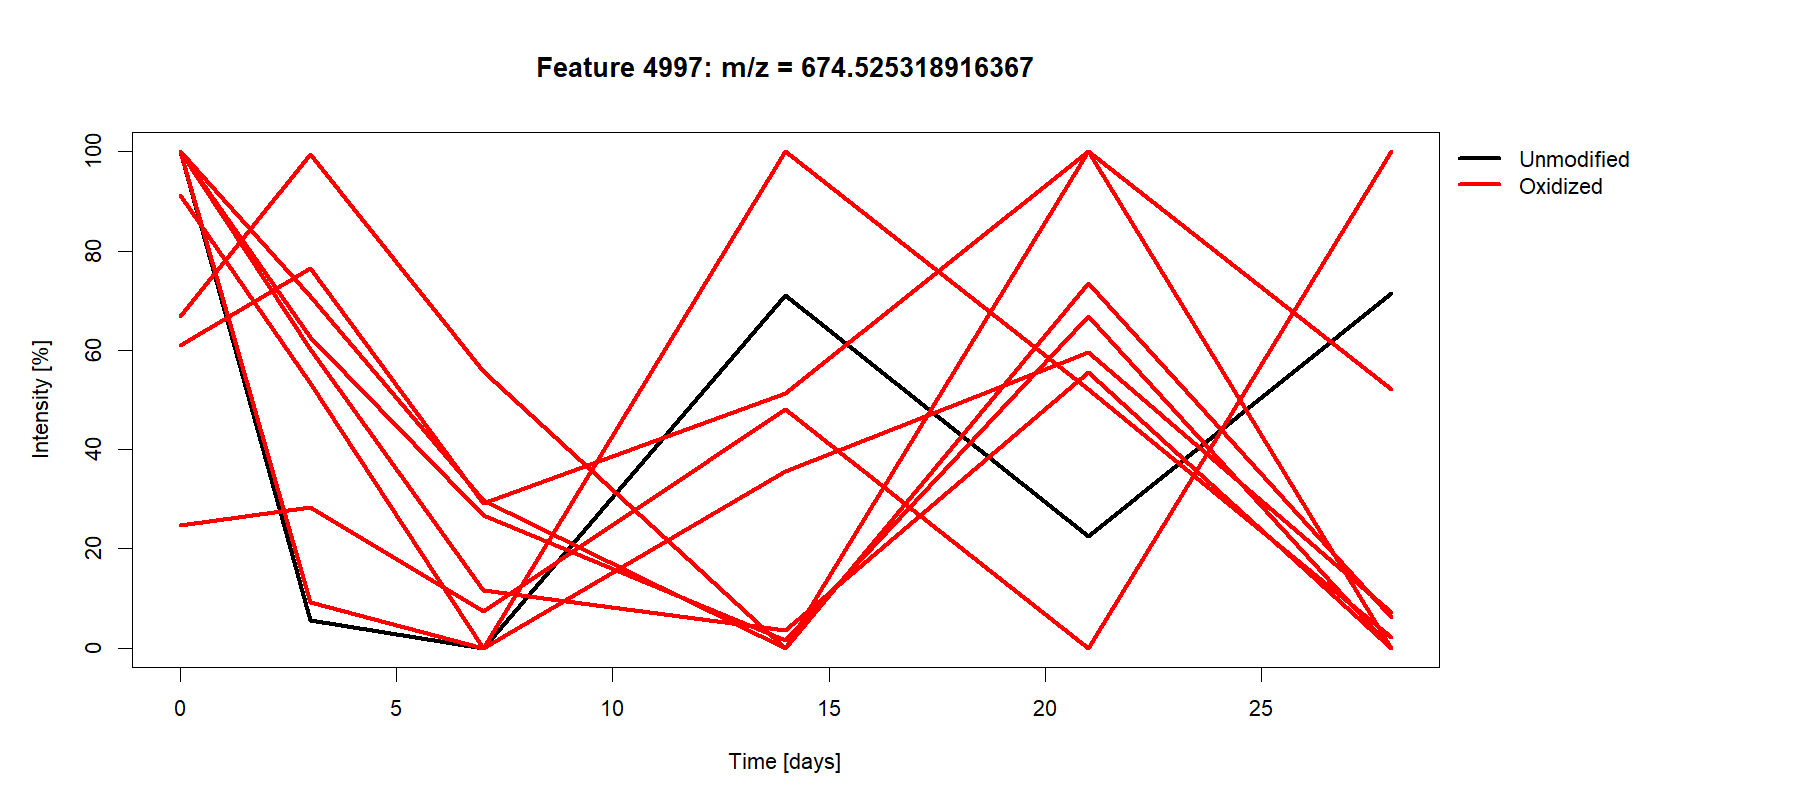 Feature 4997: m/z = 674.525318916367
Unmodified
Oxidized
100
80
60
40
20
0
Intensity [%]
0 5 10 15 20 25
Time [days]